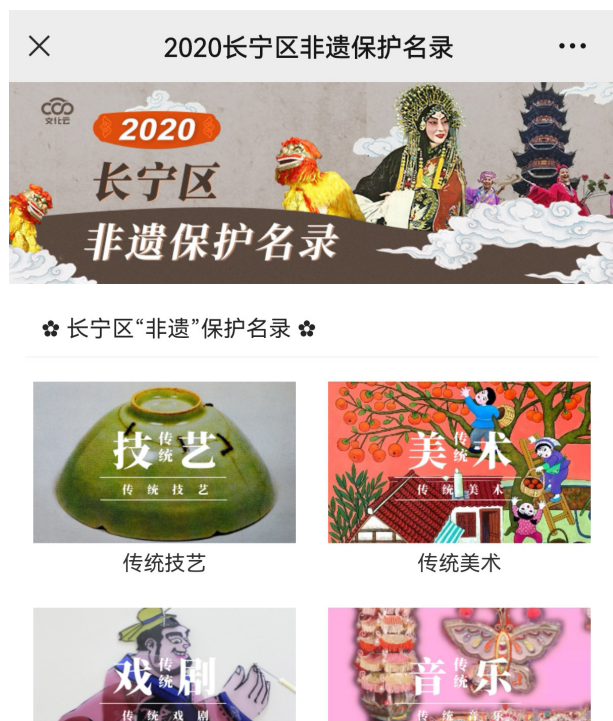 2020长宁区非遗保护名录
文化云
2020
长宁区
非遗保护名录
长宁区“非遗”保护名录
技传统艺
传统技艺
传统技艺
美传统术
传统美术
传统美术
戏传统剧
传统戏剧
音传统乐
传统音乐